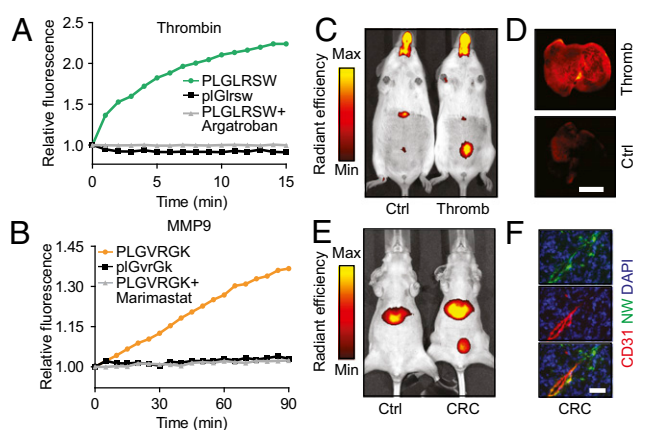 A
Thrombin
Relative fluorescence
2.5
2.0
1.5
1.0
PLGLRSW
plGlrsw
PLGLRSW+
Argatroban
0
5
10
15
Time (min)
B
MMP9
Relative fluorescence
1.45
1.30
1.15
1.00
PLGVRGK
plGvrGk
PLGVRGK+
Marimastat
0
30
60
90
Time (min)
C
Radiant efficiency
Max
Min
Ctrl
Thromb
D
Thromb
Ctrl
E
Radiant efficiency
Max
Min
Ctrl
CRC
F
CD31 NW DAPI
CRC